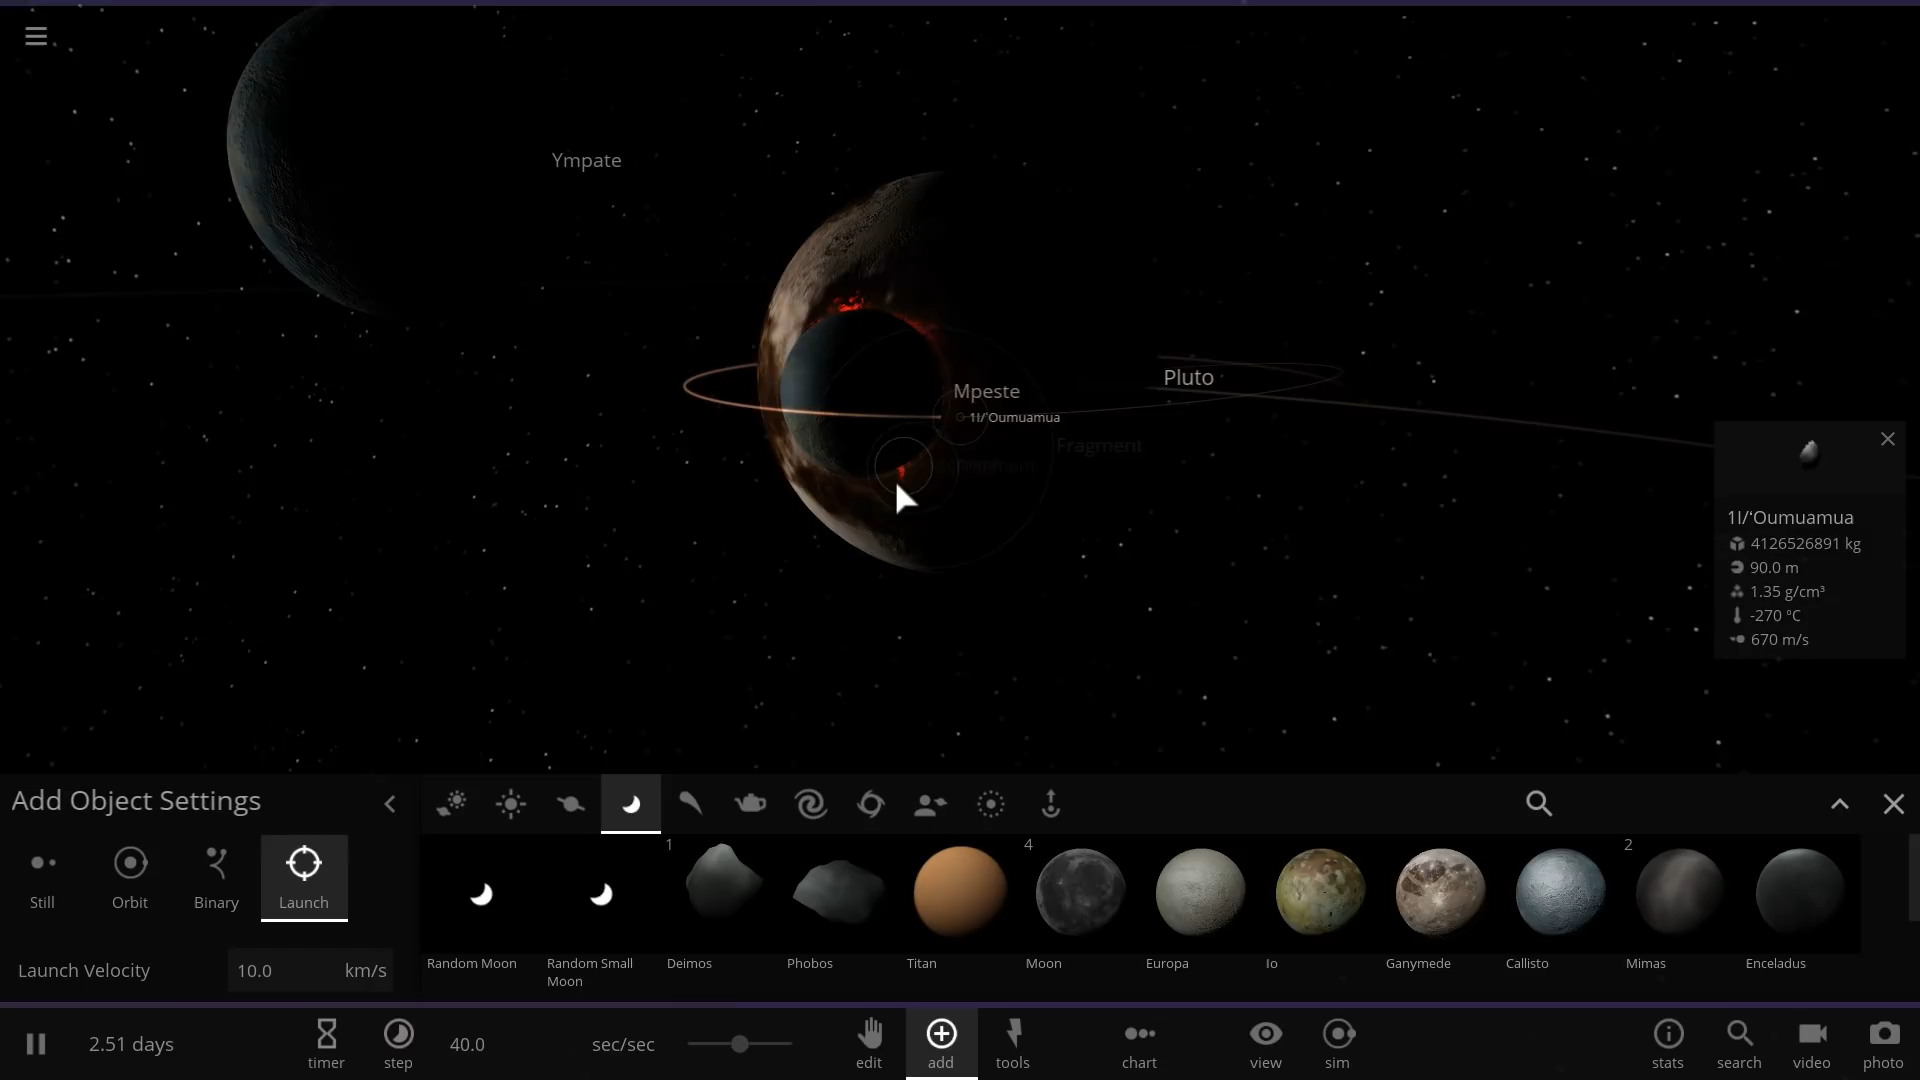 Ympate
Pluto
Mpeste
1I/ʻOumuamua
Fragment
1I/ʻOumuamua
4126526891 kg
90.0 m
1.35 g/cm³
-270 °C
670 m/s
Add Object Settings
Still
Orbit
Binary
Launch
Launch Velocity
10.0
km/s
1
4
2
Random Moon
Random Small
Moon
Deimos
Phobos
Titan
Moon
Europa
Io
Ganymede
Callisto
Mimas
Enceladus
2.51 days
timer
step
40.0
sec/sec
edit
add
tools
chart
view
sim
stats
search
video
photo